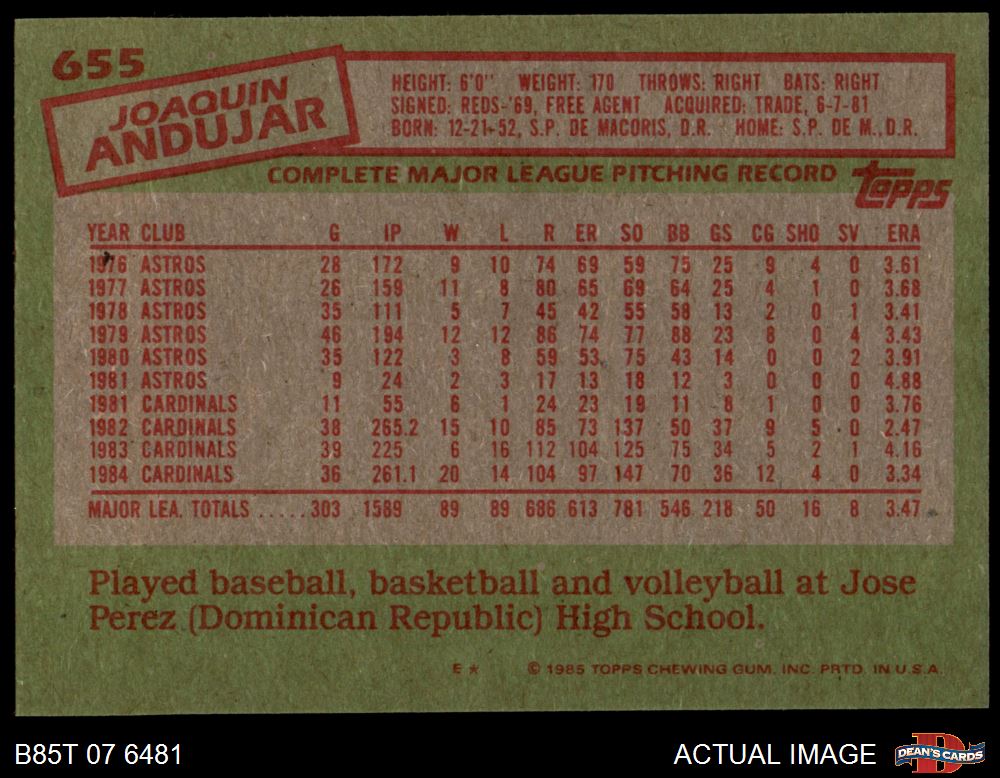 655
JOAQUIN
ANDUJAR
HEIGHT: 6'0" WEIGHT: 170 THROWS: RIGHT BATS: RIGHT
SIGNED: REDS-'69, FREE AGENT ACQUIRED: TRADE, 6-7-81
BORN: 12-21-52, S.P. DE MACORIS, D.R. HOME: S.P. DE M., D.R.
COMPLETE MAJOR LEAGUE PITCHING RECORD
topps
YEAR CLUB G IP W L R ER SO BB GS CG SHO SV ERA
1976 ASTROS 28 172 9 10 74 69 59 75 25 9 4 0 3.61
1977 ASTROS 26 159 11 8 80 65 69 64 25 4 1 0 3.68
1978 ASTROS 35 111 5 7 45 42 55 58 13 2 0 1 3.41
1979 ASTROS 46 194 12 12 86 74 77 88 23 8 0 4 3.43
1980 ASTROS 35 122 3 8 59 53 75 43 14 0 0 2 3.91
1981 ASTROS 9 24 2 3 17 13 18 12 3 0 0 0 4.88
1981 CARDINALS 11 55 6 1 24 23 19 11 8 1 0 0 3.76
1982 CARDINALS 38 265.2 15 10 85 73 137 50 37 9 5 0 2.47
1983 CARDINALS 39 225 6 16 112 104 125 75 34 5 2 1 4.16
1984 CARDINALS 36 261.1 20 14 104 97 147 70 36 12 4 0 3.34
MAJOR LEA. TOTALS .....303 1589 89 89 686 613 781 546 218 50 16 8 3.47
Played baseball, basketball and volleyball at Jose
Perez (Dominican Republic) High School.
E * © 1985 TOPPS CHEWING GUM, INC. PRTD. IN U.S.A.
B85T 07 6481 ACTUAL IMAGE DEAN'S CARDS